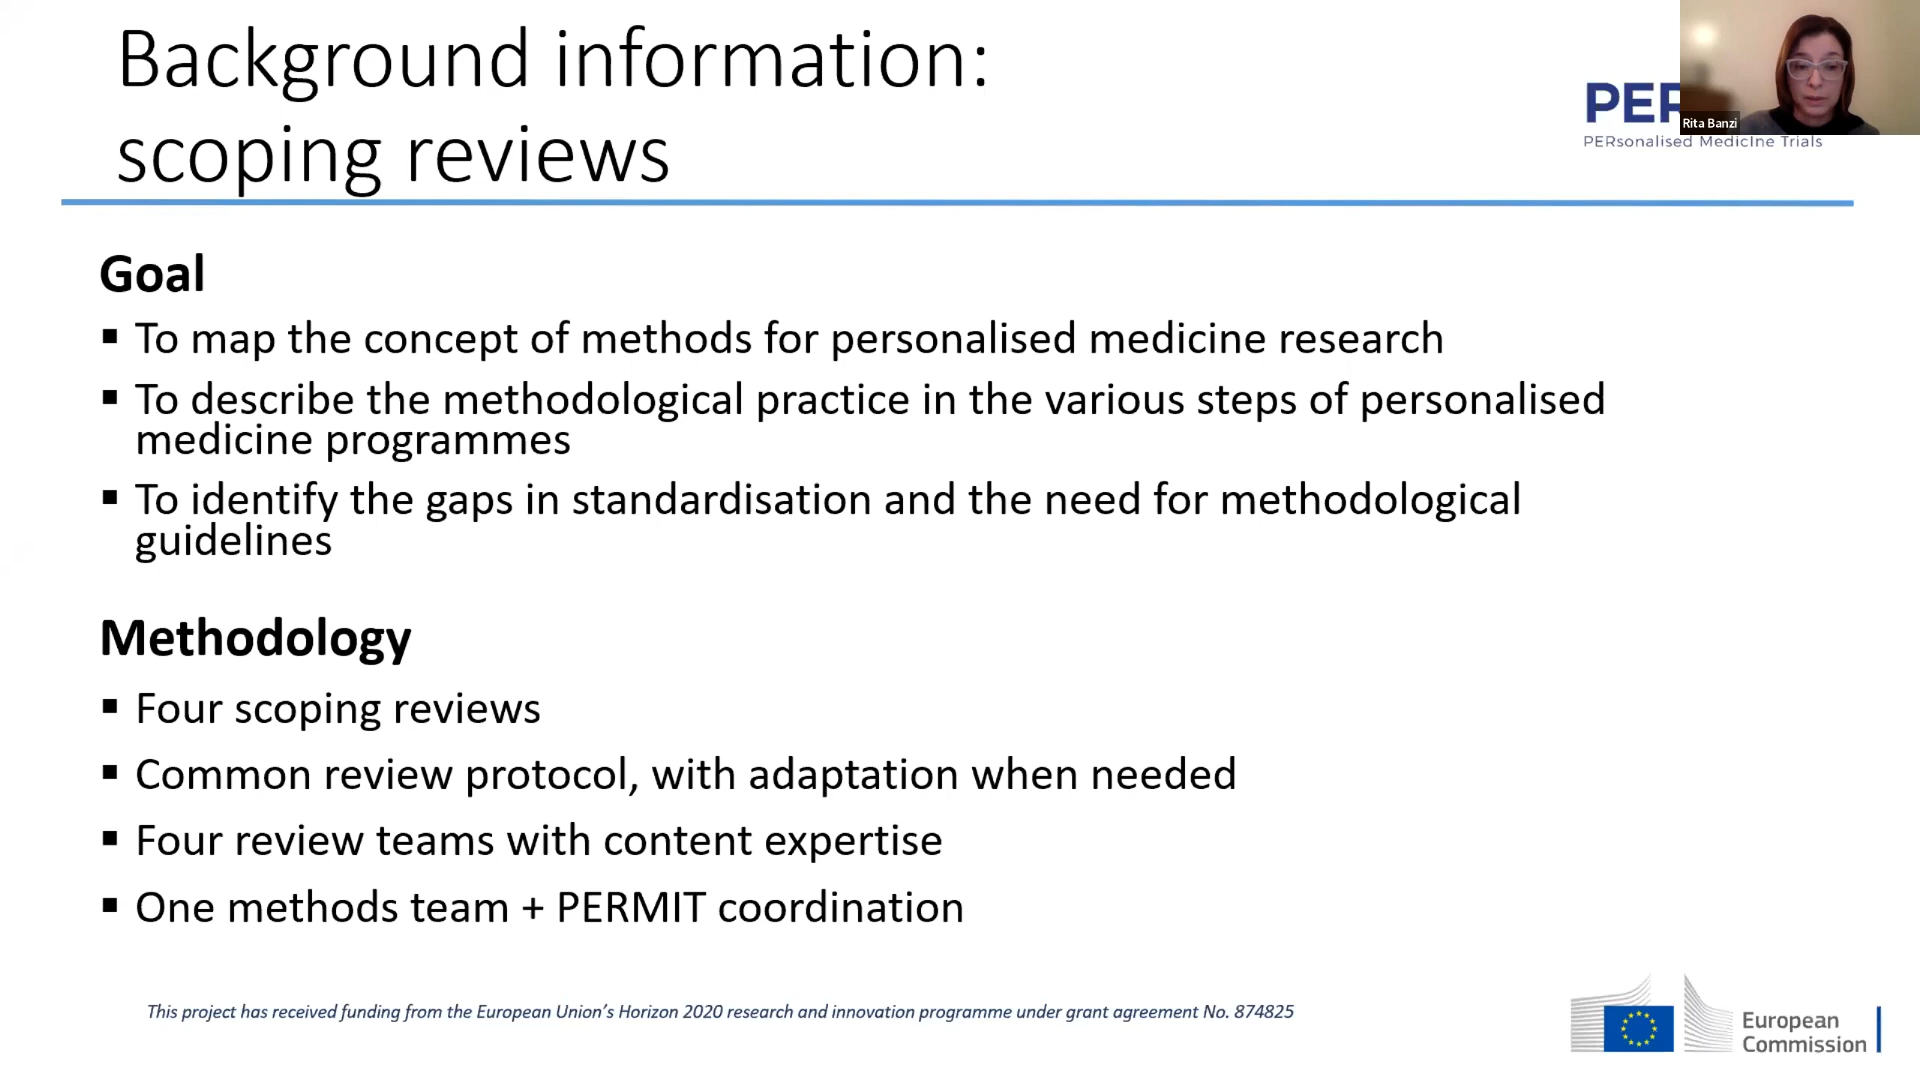 Background information:
scoping reviews
Rita Banzi
PERsonalised MedicIne Trials
Goal
▪ To map the concept of methods for personalised medicine research
▪ To describe the methodological practice in the various steps of personalised
medicine programmes
▪ To identify the gaps in standardisation and the need for methodological
guidelines
Methodology
▪ Four scoping reviews
▪ Common review protocol, with adaptation when needed
▪ Four review teams with content expertise
▪ One methods team + PERMIT coordination
This project has received funding from the European Union's Horizon 2020 research and innovation programme under grant agreement No. 874825
European
Commission